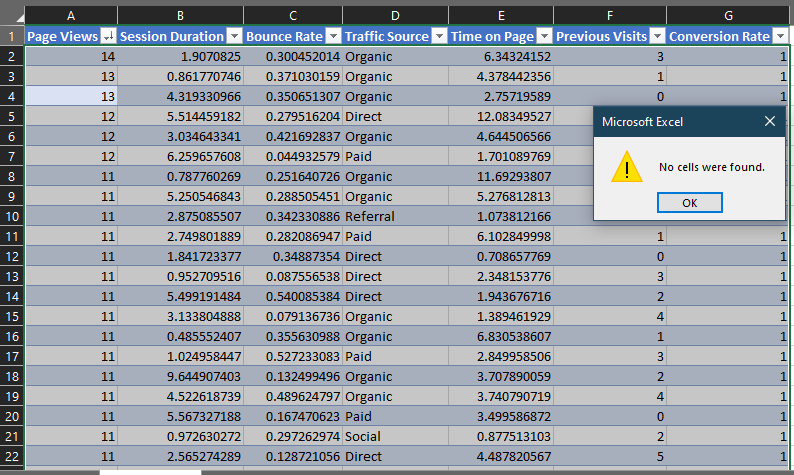 A B C D E F G
1 Page Views Session Duration Bounce Rate Traffic Source Time on Page Previous Visits Conversion Rate
2 14 1.9070825 0.300452014 Organic 6.34324152 3 1
3 13 0.861770746 0.371030159 Organic 4.378442356 1 1
4 13 4.319330966 0.350651307 Organic 2.75719589 0 1
5 12 5.514459182 0.279516204 Direct 12.08349527
Microsoft Excel
6 12 3.034643341 0.421692837 Organic 4.644506566
7 12 6.259657608 0.044932579 Paid 1.701089769
No cells were found.
8 11 0.787760269 0.251640726 Organic 11.69293807
9 11 5.250546843 0.288505451 Organic 5.276812813
OK
10 11 2.875085507 0.342330886 Referral 1.073812166
11 11 2.749801889 0.282086947 Paid 6.102849998 1 1
12 11 1.841723377 0.34887354 Direct 0.708657769 0 1
13 11 0.952709516 0.087556538 Direct 2.348153776 3 1
14 11 5.499191484 0.540085384 Direct 1.943676716 2 1
15 11 3.133804888 0.079136736 Organic 1.389461929 4 1
16 11 0.485552407 0.355630988 Organic 6.830538607 1 1
17 11 1.024958447 0.527233083 Paid 2.849958506 3 1
18 11 9.644907403 0.132499496 Organic 3.707890059 2 1
19 11 4.522618739 0.489624797 Organic 3.740790719 4 1
20 11 5.567327188 0.167470623 Paid 3.499586872 0 1
21 11 0.972630272 0.297262974 Social 0.877513103 2 1
22 11 2.565274289 0.128721056 Direct 4.487820567 5 1